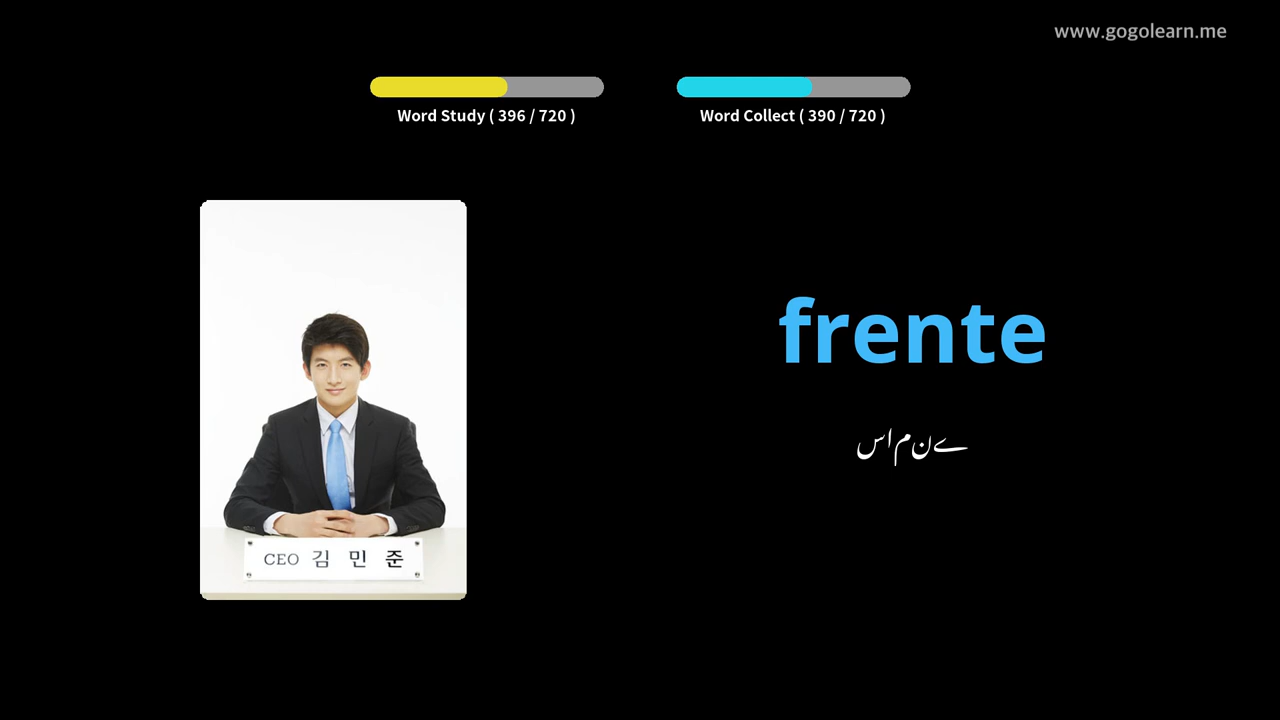 www.gogolearn.me
Word Study ( 396 / 720 )
Word Collect ( 390 / 720 )
frente
سامنے
CEO 김 민 준